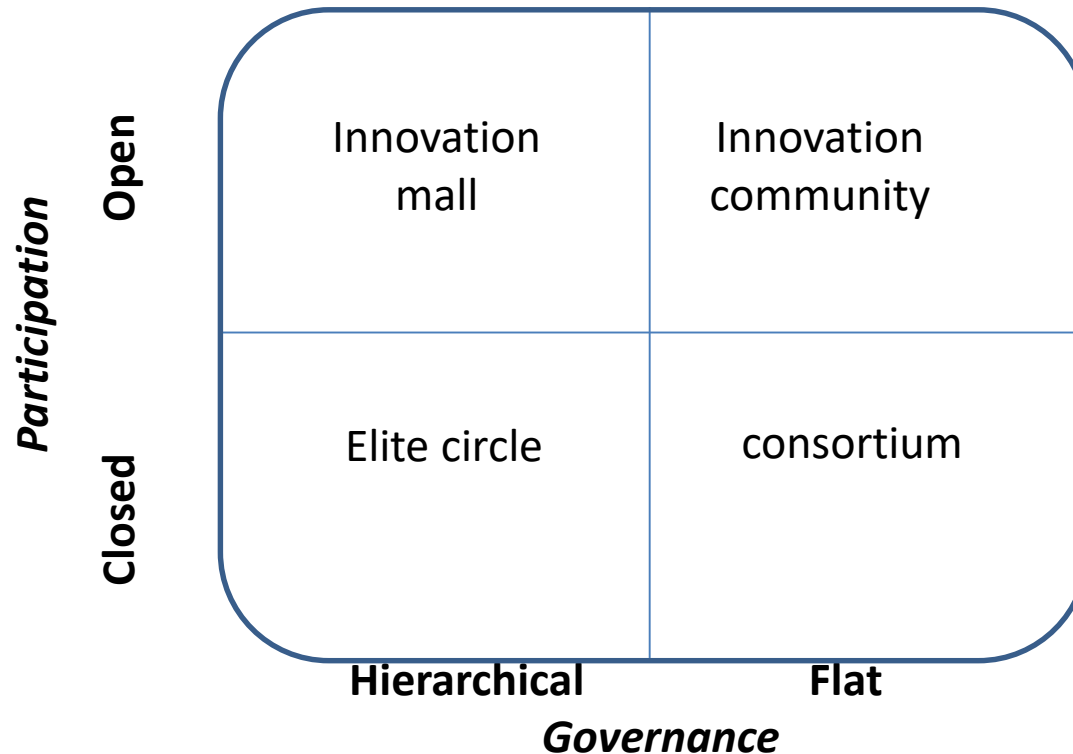 Participation
Open
Closed
Innovation
mall
Innovation
community
Elite circle
consortium
Hierarchical
Flat
Governance